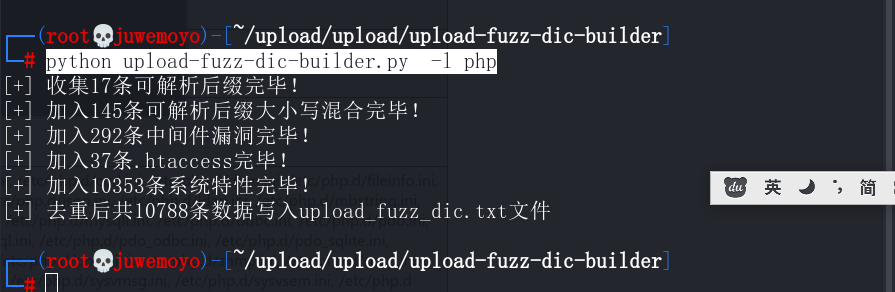 ┌──(root💀juwemoyo)-[~/upload/upload/upload-fuzz-dic-builder]
└─# python upload-fuzz-dic-builder.py  -l php
[+] 收集17条可解析后缀完毕!
[+] 加入145条可解析后缀大小写混合完毕!
[+] 加入292条中间件漏洞完毕!
[+] 加入37条.htaccess完毕!
[+] 加入10353条系统特性完毕!
[+] 去重后共10788条数据写入upload_fuzz_dic.txt文件
┌──(root💀juwemoyo)-[~/upload/upload/upload-fuzz-dic-builder]
└─#
du 英 简